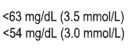 <63 mg/dL (3.5 mmol/L)
<54 mg/dL (3.0 mmol/L)